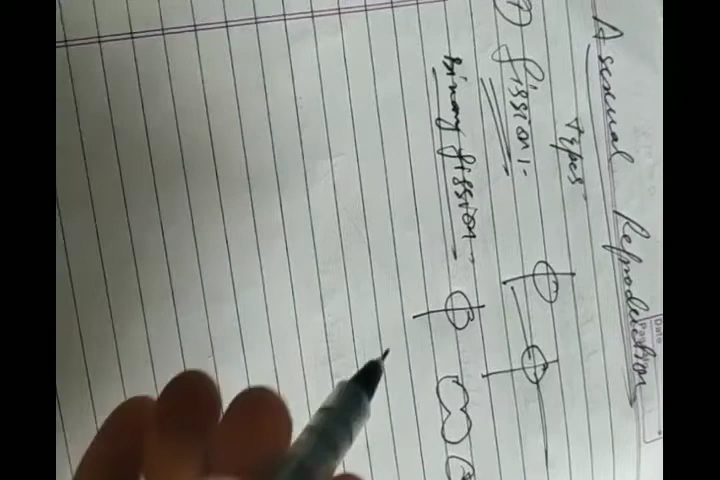 Asexual Reproduction
types
1) fission:-
Binary fission:-